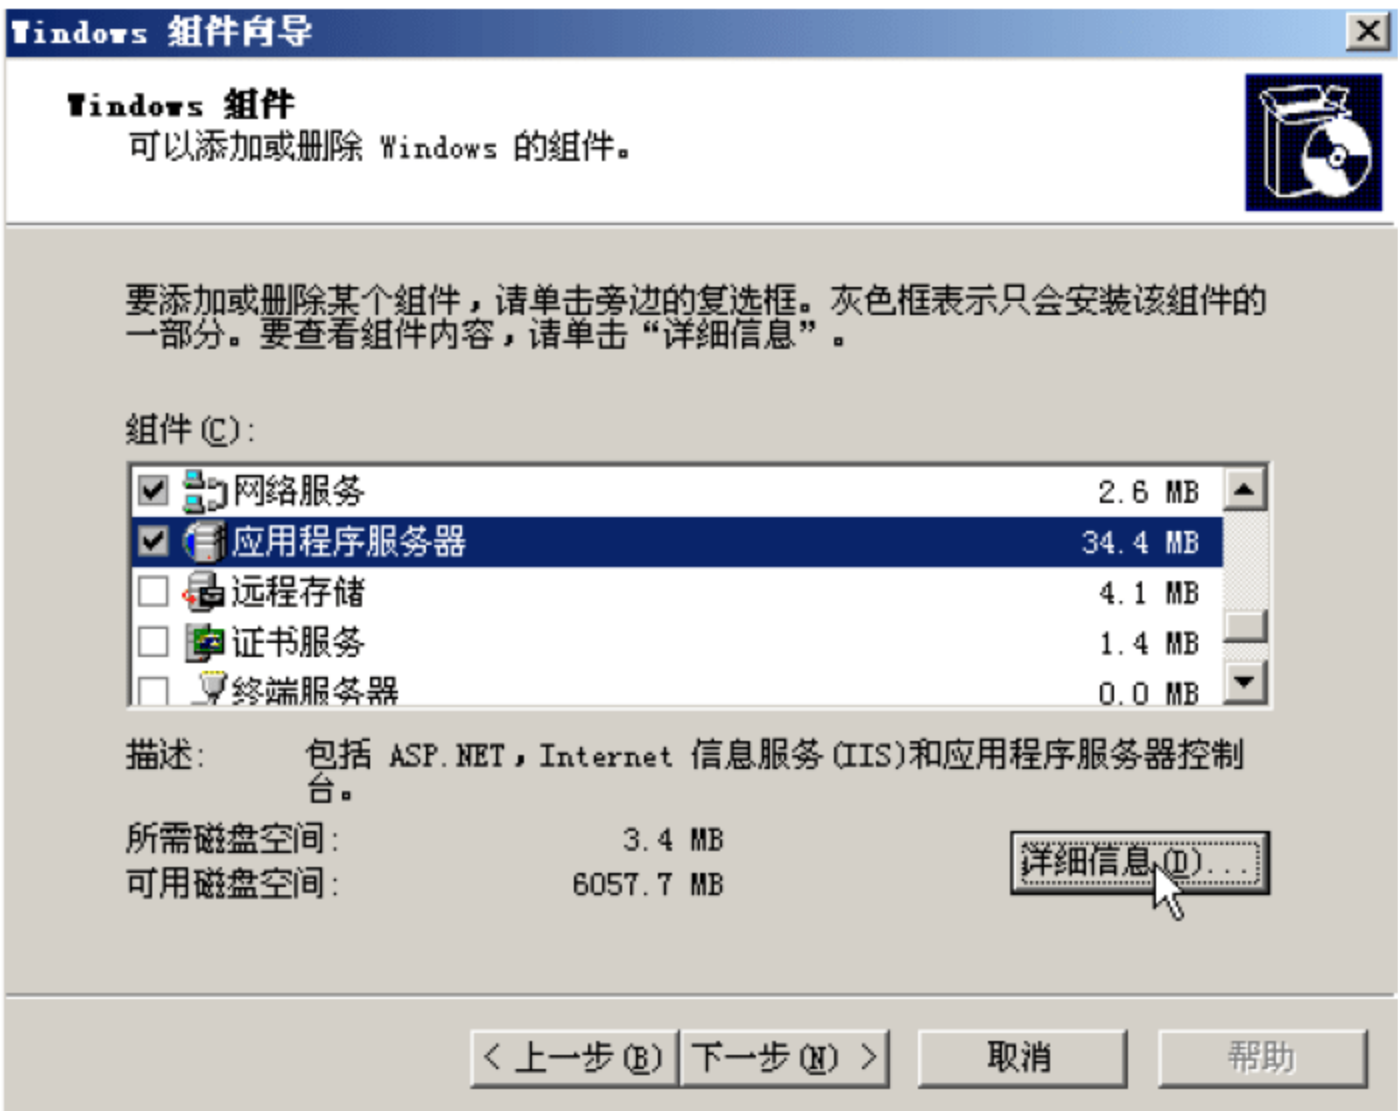 Windows 组件向导
Windows 组件
可以添加或删除 Windows 的组件。
要添加或删除某个组件，请单击旁边的复选框。灰色框表示只会安装该组件的
一部分。要查看组件内容，请单击“详细信息”。
组件(C):
网络服务 2.6 MB
应用程序服务器 34.4 MB
远程存储 4.1 MB
证书服务 1.4 MB
终端服务器 0.0 MB
描述: 包括 ASP.NET，Internet 信息服务(IIS)和应用程序服务器控制
台。
所需磁盘空间: 3.4 MB
可用磁盘空间: 6057.7 MB
详细信息(D)...
< 上一步(B) 下一步(N) > 取消 帮助